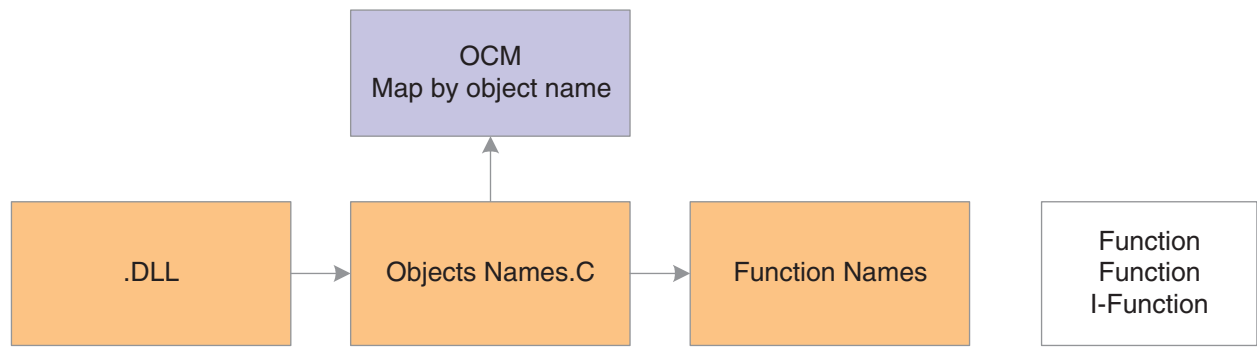 OCM
Map by object name
.DLL
Objects Names.C
Function Names
Function
Function
I-Function